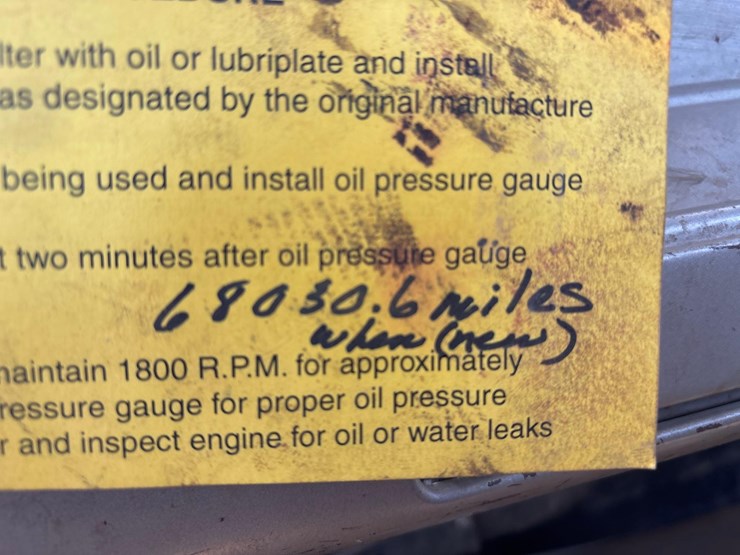 lter with oil or lubriplate and install
as designated by the original manufacture
being used and install oil pressure gauge
t two minutes after oil pressure gauge
68030.6 miles
when (new)
maintain 1800 R.P.M. for approximately
ressure gauge for proper oil pressure
r and inspect engine for oil or water leaks